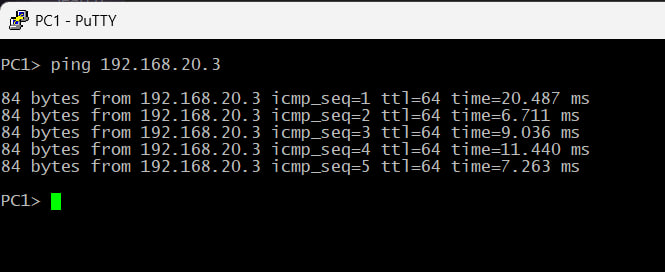 PC1 - PuTTY
PC1> ping 192.168.20.3
84 bytes from 192.168.20.3 icmp_seq=1 ttl=64 time=20.487 ms
84 bytes from 192.168.20.3 icmp_seq=2 ttl=64 time=6.711 ms
84 bytes from 192.168.20.3 icmp_seq=3 ttl=64 time=9.036 ms
84 bytes from 192.168.20.3 icmp_seq=4 ttl=64 time=11.440 ms
84 bytes from 192.168.20.3 icmp_seq=5 ttl=64 time=7.263 ms
PC1>